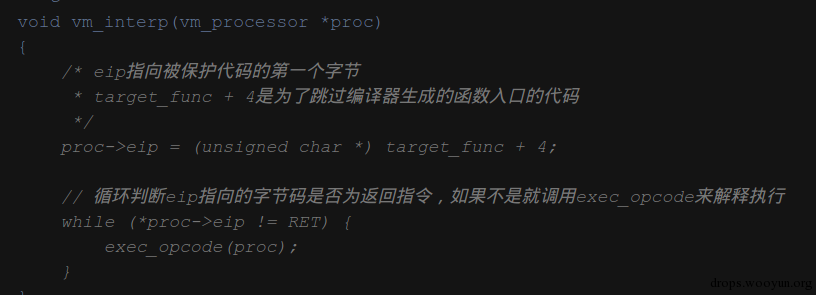 void vm_interp(vm_processor *proc)
{
    /* eip指向被保护代码的第一个字节
     * target_func + 4是为了跳过编译器生成的函数入口的代码
     */
    proc->eip = (unsigned char *) target_func + 4;
    // 循环判断eip指向的字节码是否为返回指令，如果不是就调用exec_opcode来解释执行
    while (*proc->eip != RET) {
        exec_opcode(proc);
    }
}
drops.wooyun.org